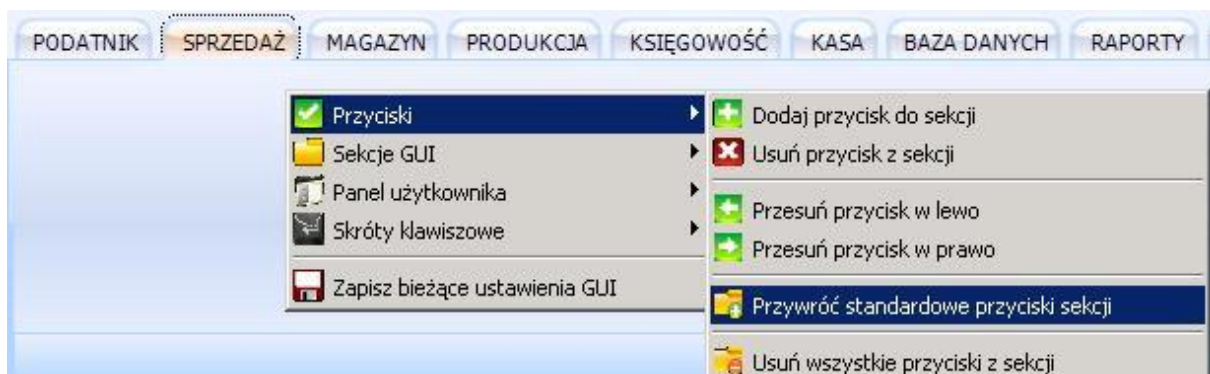 PODATNIK SPRZEDAŻ MAGAZYN PRODUKCJA KSIĘGOWOŚĆ KASA BAZA DANYCH RAPORTY
Przyciski
Sekcje GUI
Panel użytkownika
Skróty klawiszowe
Zapisz bieżące ustawienia GUI
Dodaj przycisk do sekcji
Usuń przycisk z sekcji
Przesuń przycisk w lewo
Przesuń przycisk w prawo
Przywróć standardowe przyciski sekcji
Usuń wszystkie przyciski z sekcji